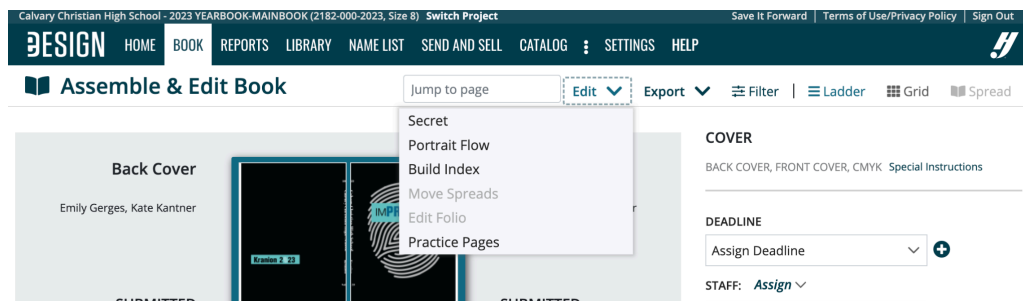 Calvary Christian High School - 2023 YEARBOOK-MAINBOOK (2182-000-2023, Size 8) Switch Project Save It Forward | Terms of Use/Privacy Policy | Sign Out
DESIGN HOME BOOK REPORTS LIBRARY NAME LIST SEND AND SELL CATALOG SETTINGS HELP
Assemble & Edit Book Jump to page Edit Export Filter | Ladder Grid Spread
Secret
Portrait Flow
Build Index
Move Spreads
Edit Folio
Practice Pages
Back Cover
Emily Gerges, Kate Kantner
IMPR
Kranion 2 23
r
COVER
BACK COVER, FRONT COVER, CMYK Special Instructions
DEADLINE
Assign Deadline
STAFF: Assign
SUBMITTED SUBMITTED